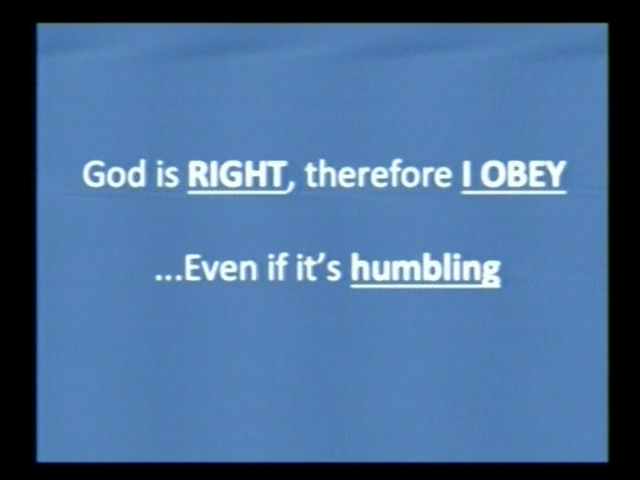 God is RIGHT, therefore I OBEY
...Even if it's humbling